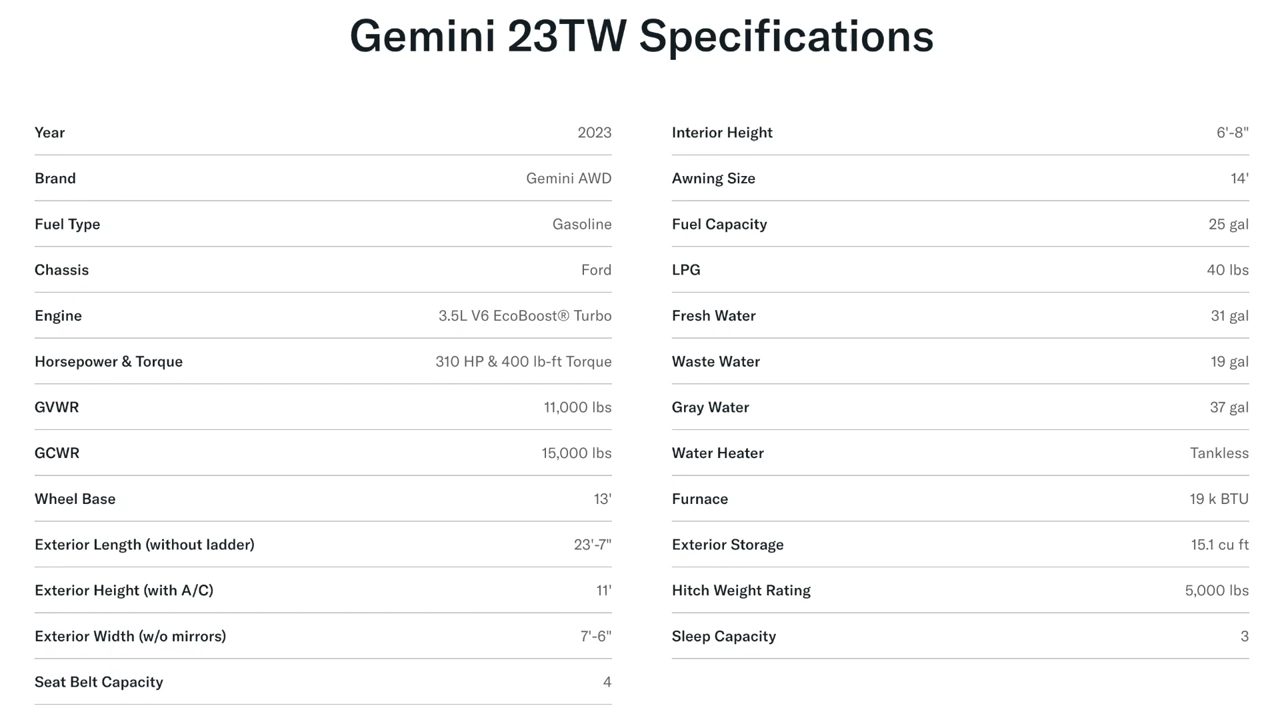 Gemini 23TW Specifications
Year 2023
Brand Gemini AWD
Fuel Type Gasoline
Chassis Ford
Engine 3.5L V6 EcoBoost® Turbo
Horsepower & Torque 310 HP & 400 lb-ft Torque
GVWR 11,000 lbs
GCWR 15,000 lbs
Wheel Base 13'
Exterior Length (without ladder) 23'-7"
Exterior Height (with A/C) 11'
Exterior Width (w/o mirrors) 7'-6"
Seat Belt Capacity 4
Interior Height 6'-8"
Awning Size 14'
Fuel Capacity 25 gal
LPG 40 lbs
Fresh Water 31 gal
Waste Water 19 gal
Gray Water 37 gal
Water Heater Tankless
Furnace 19 k BTU
Exterior Storage 15.1 cu ft
Hitch Weight Rating 5,000 lbs
Sleep Capacity 3